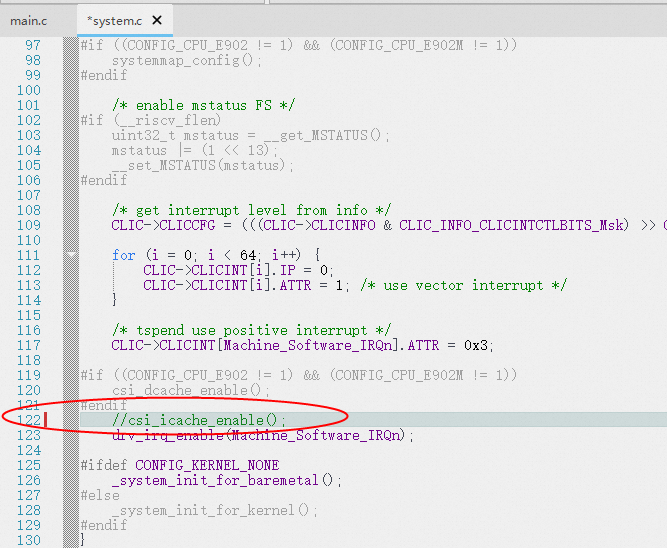 main.c *system.c
97 #if ((CONFIG_CPU_E902 != 1) && (CONFIG_CPU_E902M != 1))
98 systemmap_config();
99 #endif
100
101 /* enable mstatus FS */
102 #if (__riscv_flen)
103 uint32_t mstatus = __get_MSTATUS();
104 mstatus |= (1 << 13);
105 __set_MSTATUS(mstatus);
106 #endif
107
108 /* get interrupt level from info */
109 CLIC->CLICCFG = (((CLIC->CLICINFO & CLIC_INFO_CLICINTCTLBITS_Msk) >>
110
111 for (i = 0; i < 64; i++) {
112 CLIC->CLICINT[i].IP = 0;
113 CLIC->CLICINT[i].ATTR = 1; /* use vector interrupt */
114 }
115
116 /* tspend use positive interrupt */
117 CLIC->CLICINT[Machine_Software_IRQn].ATTR = 0x3;
118
119 #if ((CONFIG_CPU_E902 != 1) && (CONFIG_CPU_E902M != 1))
120 csi_dcache_enable();
121 #endif
122 //csi_icache_enable();
123 drv_irq_enable(Machine_Software_IRQn);
124
125 #ifdef CONFIG_KERNEL_NONE
126 _system_init_for_baremetal();
127 #else
128 _system_init_for_kernel();
129 #endif
130 }